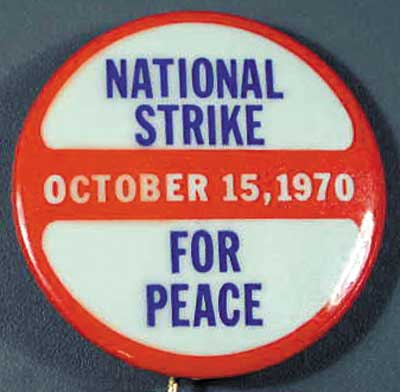 NATIONAL
STRIKE
OCTOBER 15, 1970
FOR
PEACE